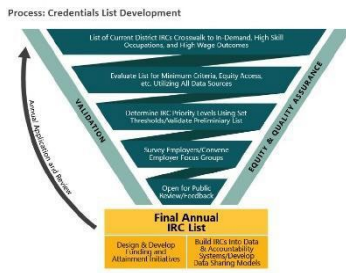 Process: Credentials List Development
List of Current District IRCs Crosswalk to In-Demand, High Skill
Occupations, and High Wage Outcomes
Evaluate List for Minimum Criteria, Equity Access,
etc. Utilizing All Data Sources
Determine IRC Priority Levels Using Set
Thresholds/Validate Preliminary List
Survey Employers/Convene
Employer Focus Groups
Open for Public
Review/Feedback
VALIDATION
EQUITY & QUALITY ASSURANCE
Annual Application and Review
Final Annual
IRC List
Design & Develop
Funding and
Attainment Initiatives
Build IRCs Into Data &
Accountability
Systems/Develop
Data Sharing Models